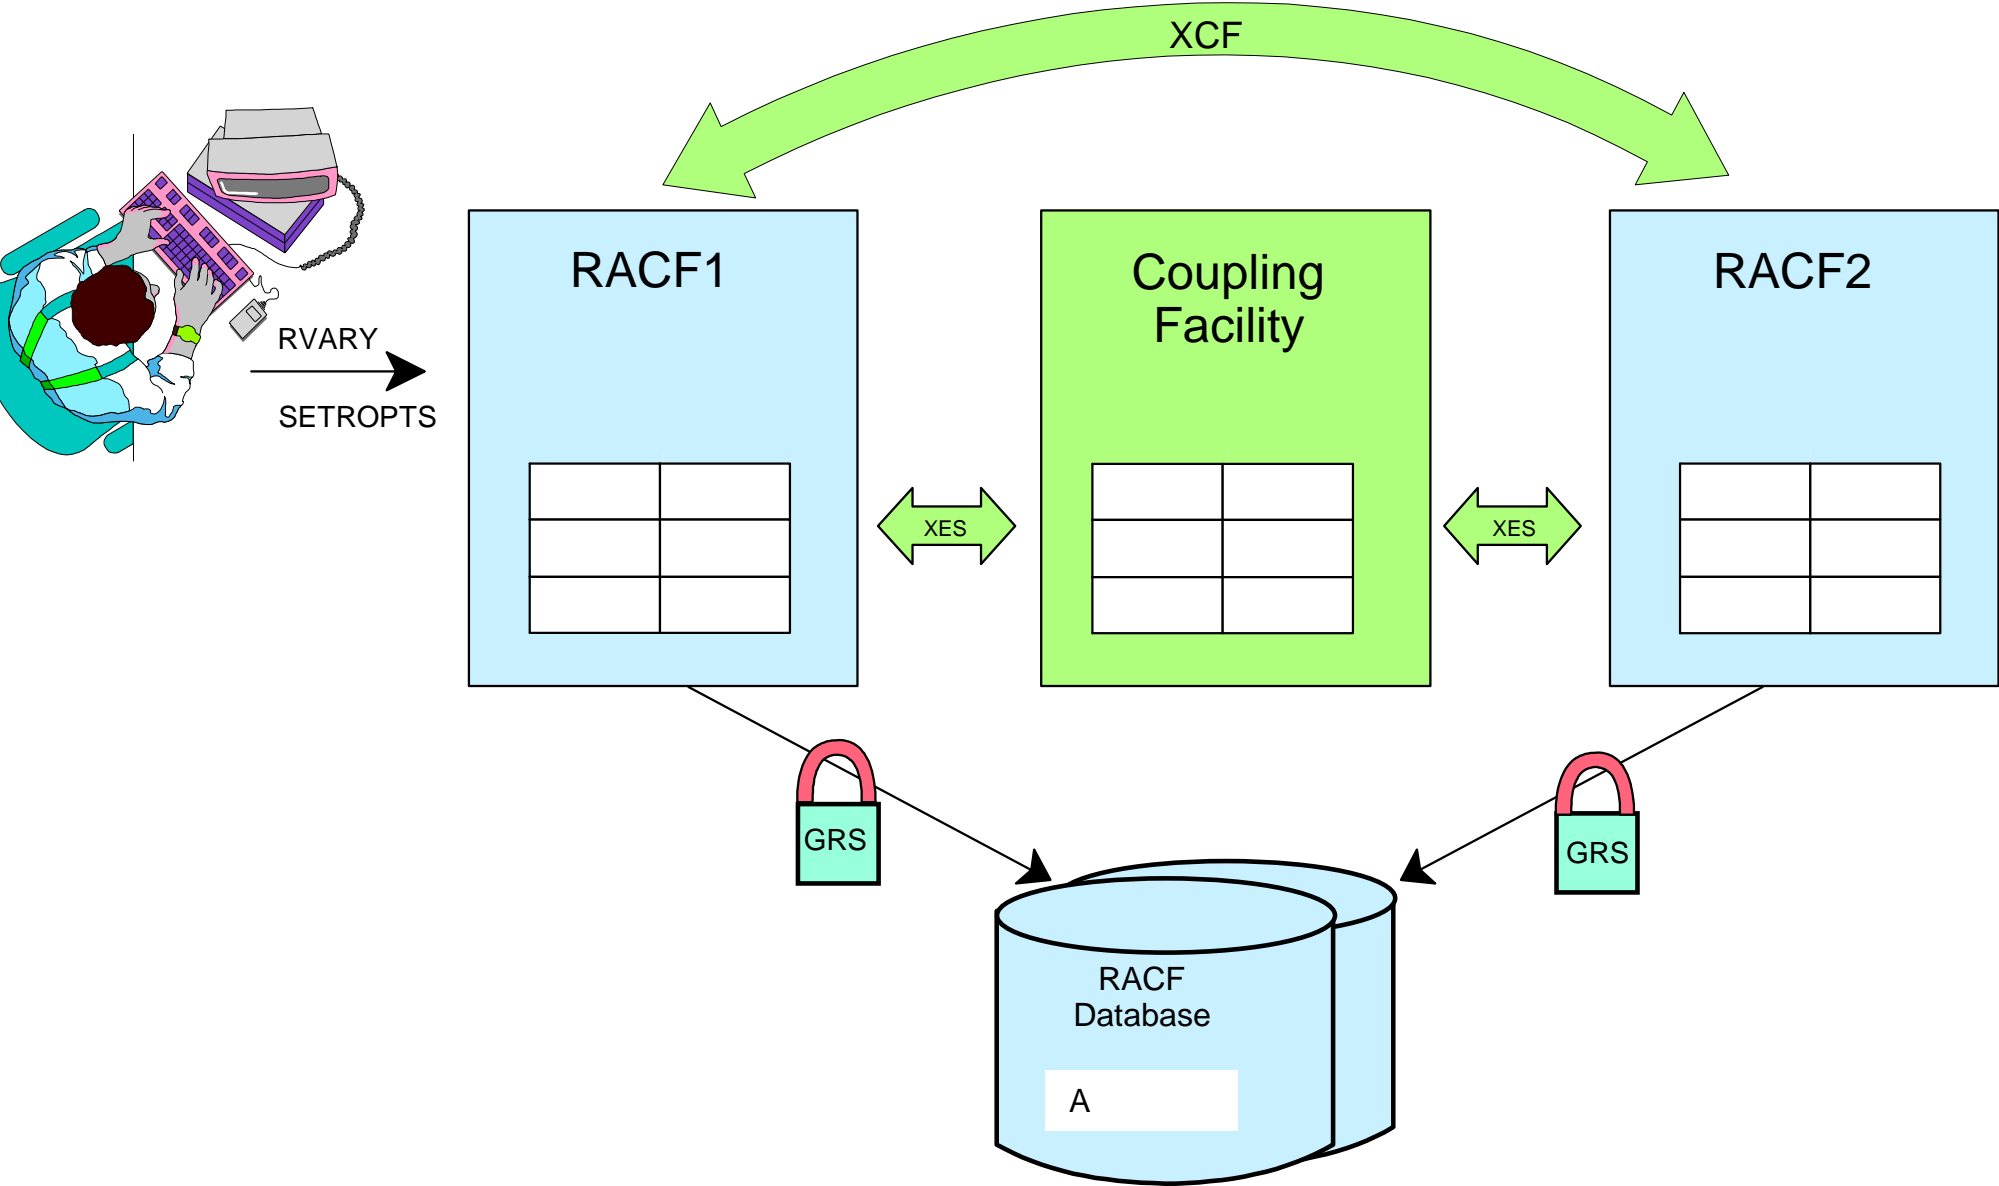 XCF
RACF1
Coupling
Facility
RACF2
RVARY
SETROPTS
XES
XES
GRS
GRS
RACF
Database
A